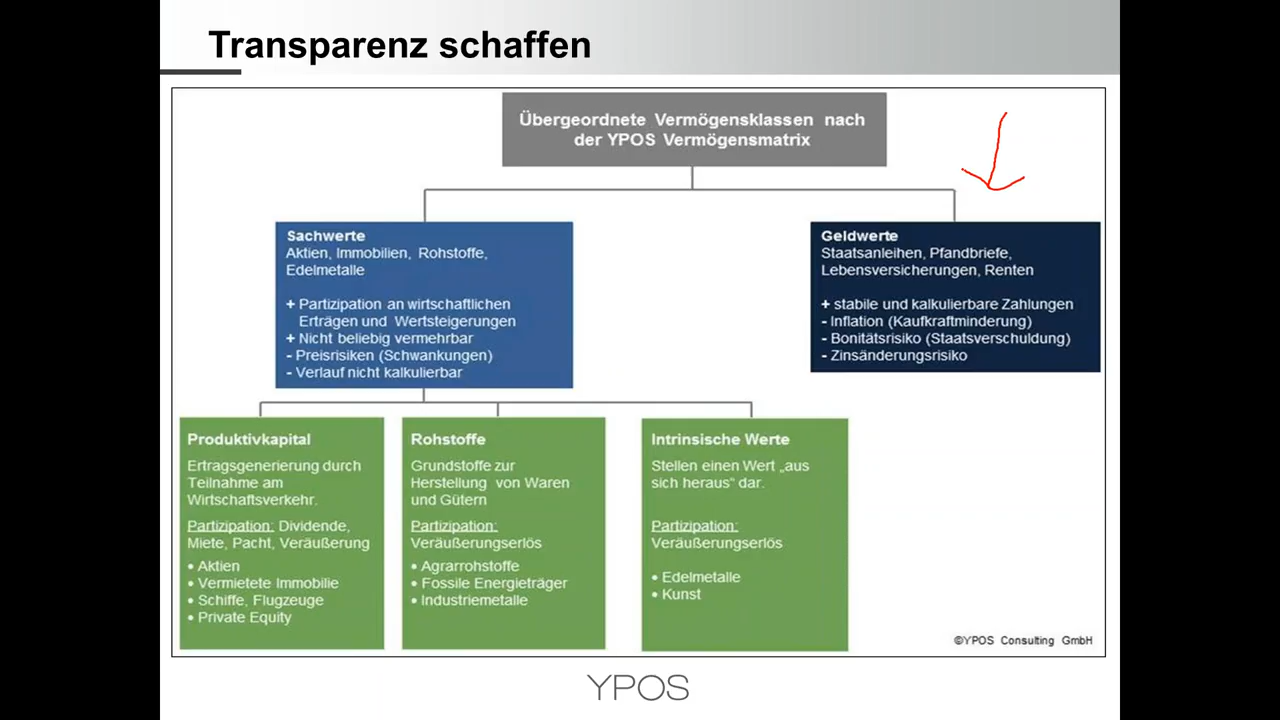 Transparenz schaffen
Übergeordnete Vermögensklassen nach
der YPOS Vermögensmatrix
Sachwerte
Aktien, Immobilien, Rohstoffe,
Edelmetalle
+ Partizipation an wirtschaftlichen
Erträgen und Wertsteigerungen
+ Nicht beliebig vermehrbar
- Preisrisiken (Schwankungen)
- Verlauf nicht kalkulierbar
Geldwerte
Staatsanleihen, Pfandbriefe,
Lebensversicherungen, Renten
+ stabile und kalkulierbare Zahlungen
- Inflation (Kaufkraftminderung)
- Bonitätsrisiko (Staatsverschuldung)
- Zinsänderungsrisiko
Produktivkapital
Ertragsgenerierung durch
Teilnahme am
Wirtschaftsverkehr.
Partizipation: Dividende,
Miete, Pacht, Veräußerung
• Aktien
• Vermietete Immobilie
• Schiffe, Flugzeuge
• Private Equity
Rohstoffe
Grundstoffe zur
Herstellung von Waren
und Gütern
Partizipation:
Veräußerungserlös
• Agrarrohstoffe
• Fossile Energieträger
• Industriemetalle
Intrinsische Werte
Stellen einen Wert „aus
sich heraus“ dar.
Partizipation:
Veräußerungserlös
• Edelmetalle
• Kunst
©YPOS Consulting GmbH
YPOS